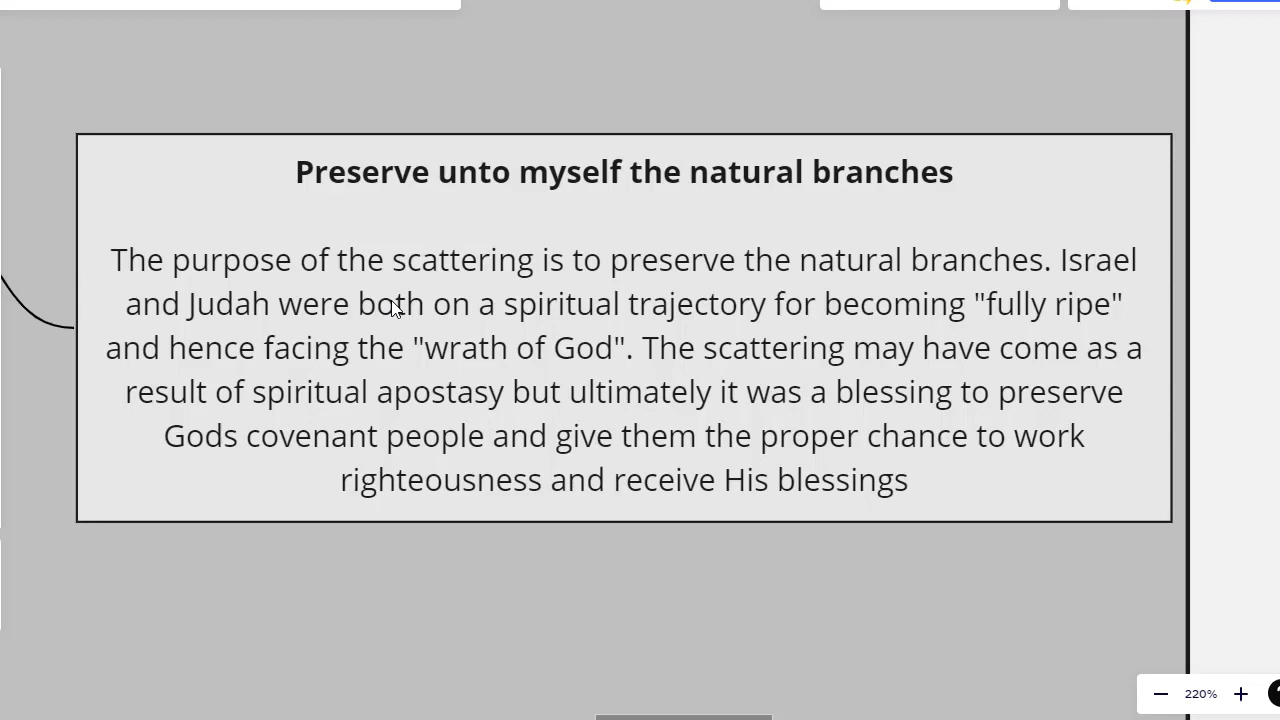 Preserve unto myself the natural branches
The purpose of the scattering is to preserve the natural branches. Israel
and Judah were both on a spiritual trajectory for becoming "fully ripe"
and hence facing the "wrath of God". The scattering may have come as a
result of spiritual apostasy but ultimately it was a blessing to preserve
Gods covenant people and give them the proper chance to work
righteousness and receive His blessings
220%